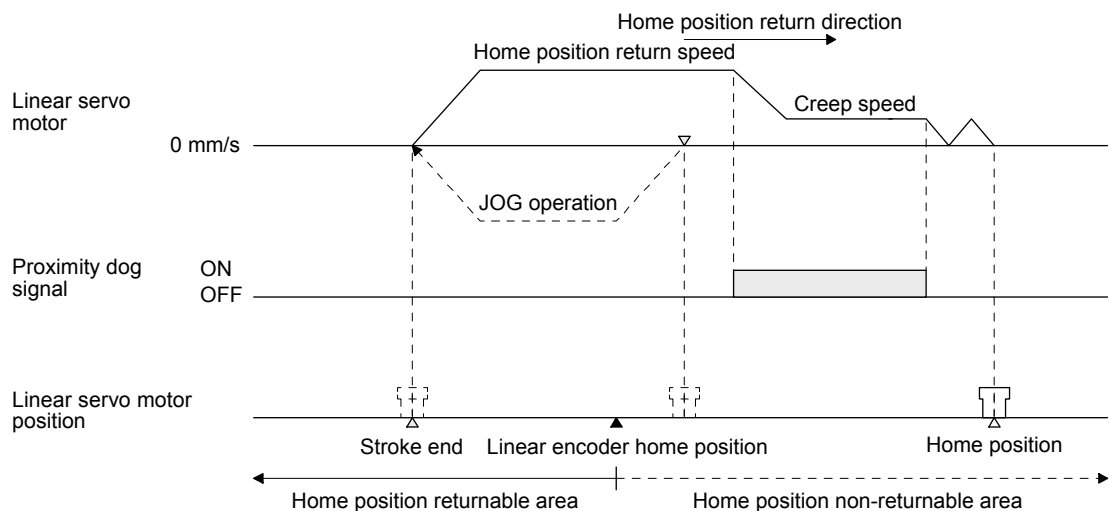 Home position return direction
Home position return speed
Linear servo
motor
Creep speed
0 mm/s
JOG operation
Proximity dog
signal
ON
OFF
Linear servo motor
position
Stroke end
Linear encoder home position
Home position
Home position returnable area
Home position non-returnable area